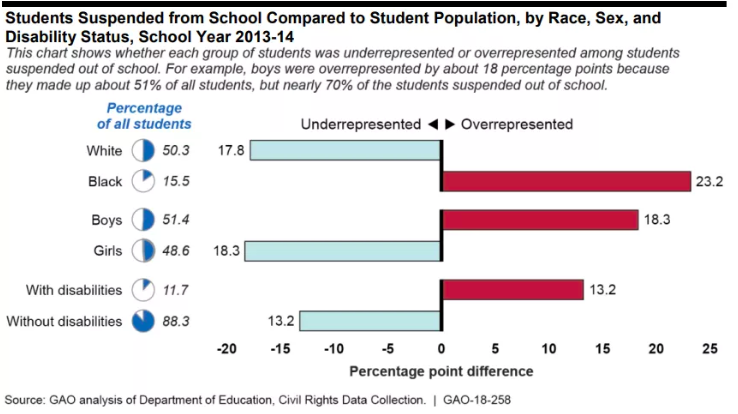 Students Suspended from School Compared to Student Population, by Race, Sex, and
Disability Status, School Year 2013-14
This chart shows whether each group of students was underrepresented or overrepresented among students
suspended out of school. For example, boys were overrepresented by about 18 percentage points because
they made up about 51% of all students, but nearly 70% of the students suspended out of school.
Percentage
of all students
Underrepresented ◀ ▶ Overrepresented
White 50.3 17.8
Black 15.5 23.2
Boys 51.4 18.3
Girls 48.6 18.3
With disabilities 11.7 13.2
Without disabilities 88.3 13.2
-20 -15 -10 -5 0 5 10 15 20 25
Percentage point difference
Source: GAO analysis of Department of Education, Civil Rights Data Collection. | GAO-18-258